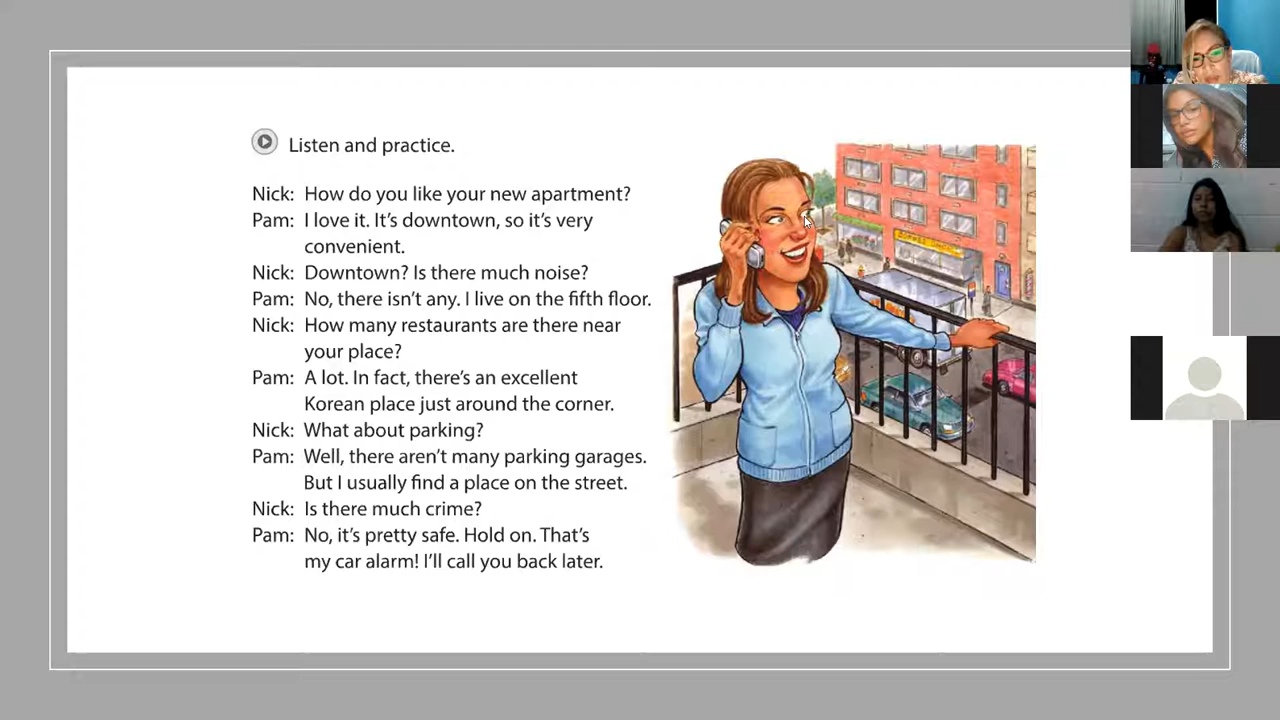 Listen and practice.
Nick: How do you like your new apartment?
Pam: I love it. It's downtown, so it's very
convenient.
Nick: Downtown? Is there much noise?
Pam: No, there isn't any. I live on the fifth floor.
Nick: How many restaurants are there near
your place?
Pam: A lot. In fact, there's an excellent
Korean place just around the corner.
Nick: What about parking?
Pam: Well, there aren't many parking garages.
But I usually find a place on the street.
Nick: Is there much crime?
Pam: No, it's pretty safe. Hold on. That's
my car alarm! I'll call you back later.